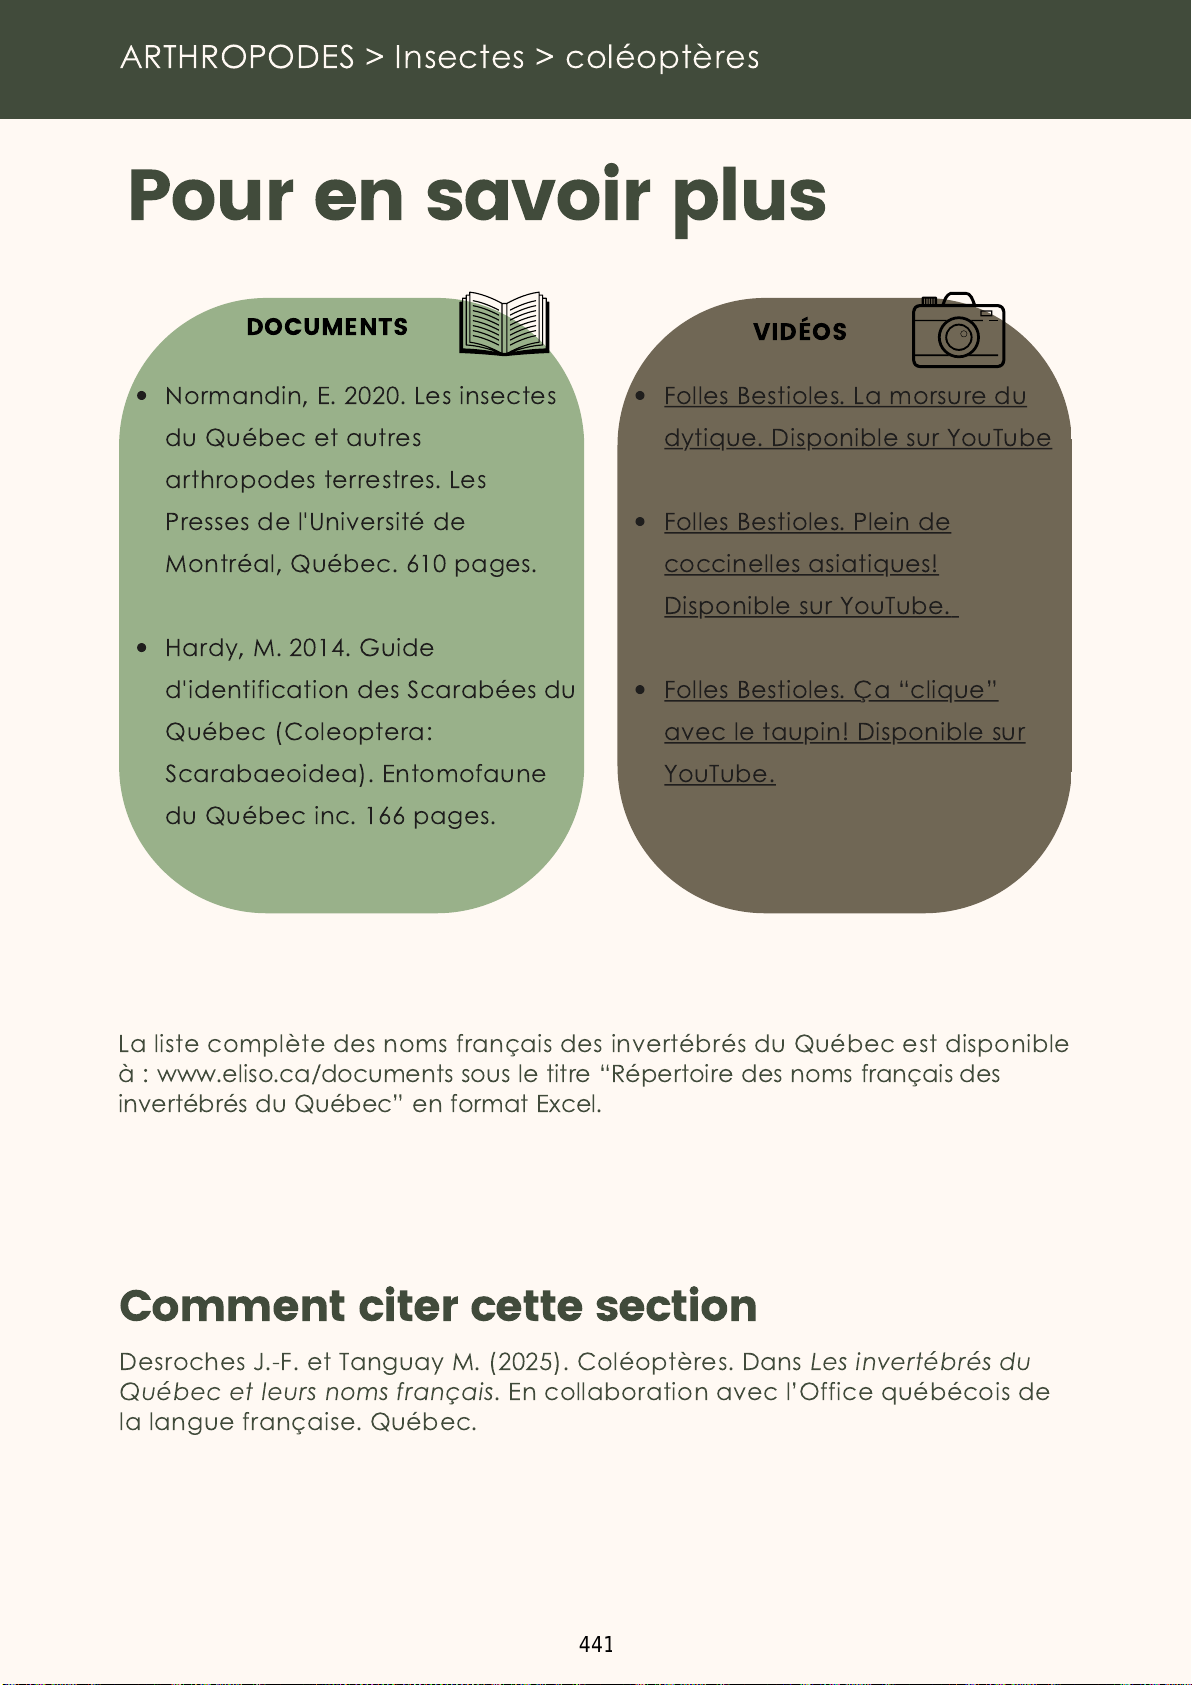 ARTHROPODES > Insectes > coléoptères
Pour en savoir plus
DOCUMENTS
• Normandin, E. 2020. Les insectes
du Québec et autres
arthropodes terrestres. Les
Presses de l'Université de
Montréal, Québec. 610 pages.
• Hardy, M. 2014. Guide
d'identification des Scarabées du
Québec (Coleoptera:
Scarabaeoidea). Entomofaune
du Québec inc. 166 pages.
VIDÉOS
• Folles Bestioles. La morsure du
dytique. Disponible sur YouTube
• Folles Bestioles. Plein de
coccinelles asiatiques!
Disponible sur YouTube.
• Folles Bestioles. Ça “clique”
avec le taupin! Disponible sur
YouTube.
La liste complète des noms français des invertébrés du Québec est disponible
à : www.eliso.ca/documents sous le titre “Répertoire des noms français des
invertébrés du Québec” en format Excel.
Comment citer cette section
Desroches J.-F. et Tanguay M. (2025). Coléoptères. Dans Les invertébrés du
Québec et leurs noms français. En collaboration avec l’Office québécois de
la langue française. Québec.
441